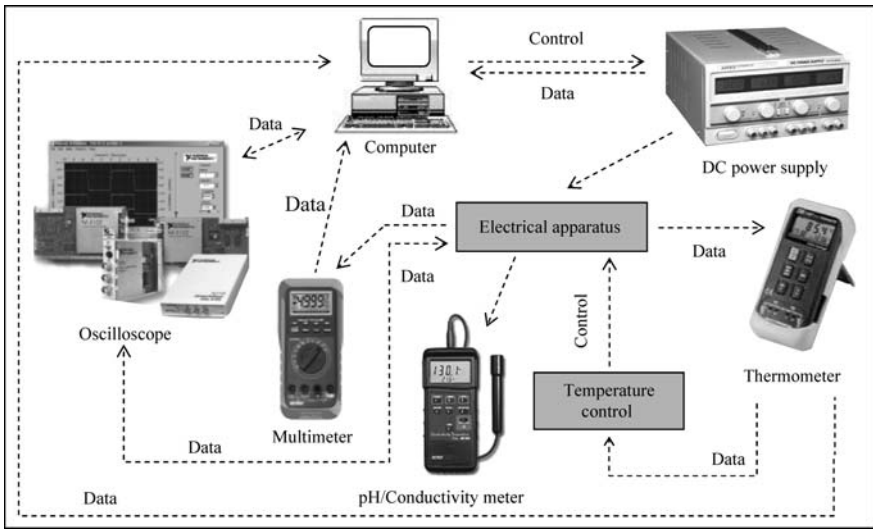 Control
Data
Computer
DC power supply
Data
Data
Data
Electrical apparatus
Data
Data
Oscilloscope
Control
Temperature
control
Thermometer
Multimeter
Data
Data
pH/Conductivity meter
Data